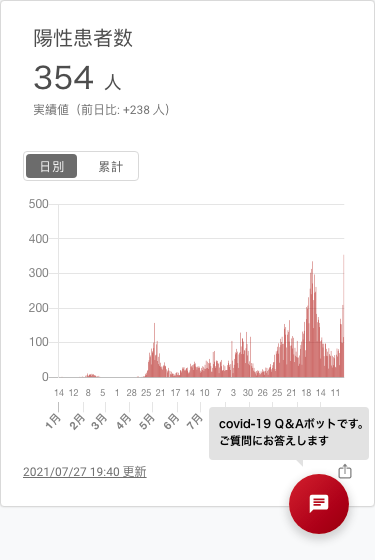 陽性患者数
354 人
実績値（前日比: +238 人）
日別 累計
500
400
300
200
100
0
14 12 8 5 1 28 25 21 17 14 10 7 3 30 26 25 21 18 14 11
1月 2月 3月 4月 5月 6月 7月
covid-19 Q&Aボットです。
ご質問にお答えします
2021/07/27 19:40 更新